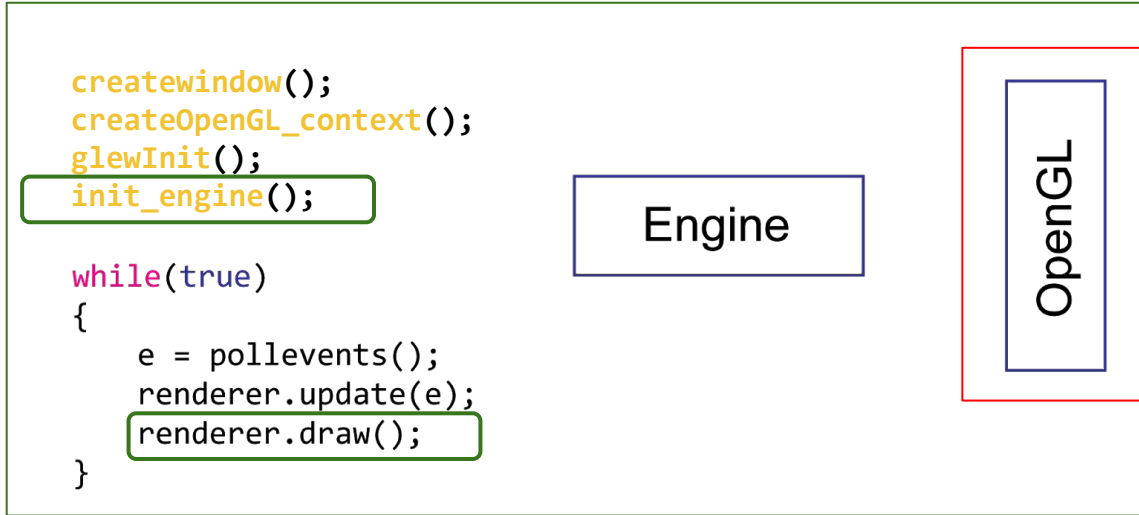 createwindow();
createOpenGL_context();
glewInit();
init_engine();
while(true)
{
    e = pollevents();
    renderer.update(e);
    renderer.draw();
}
Engine
OpenGL